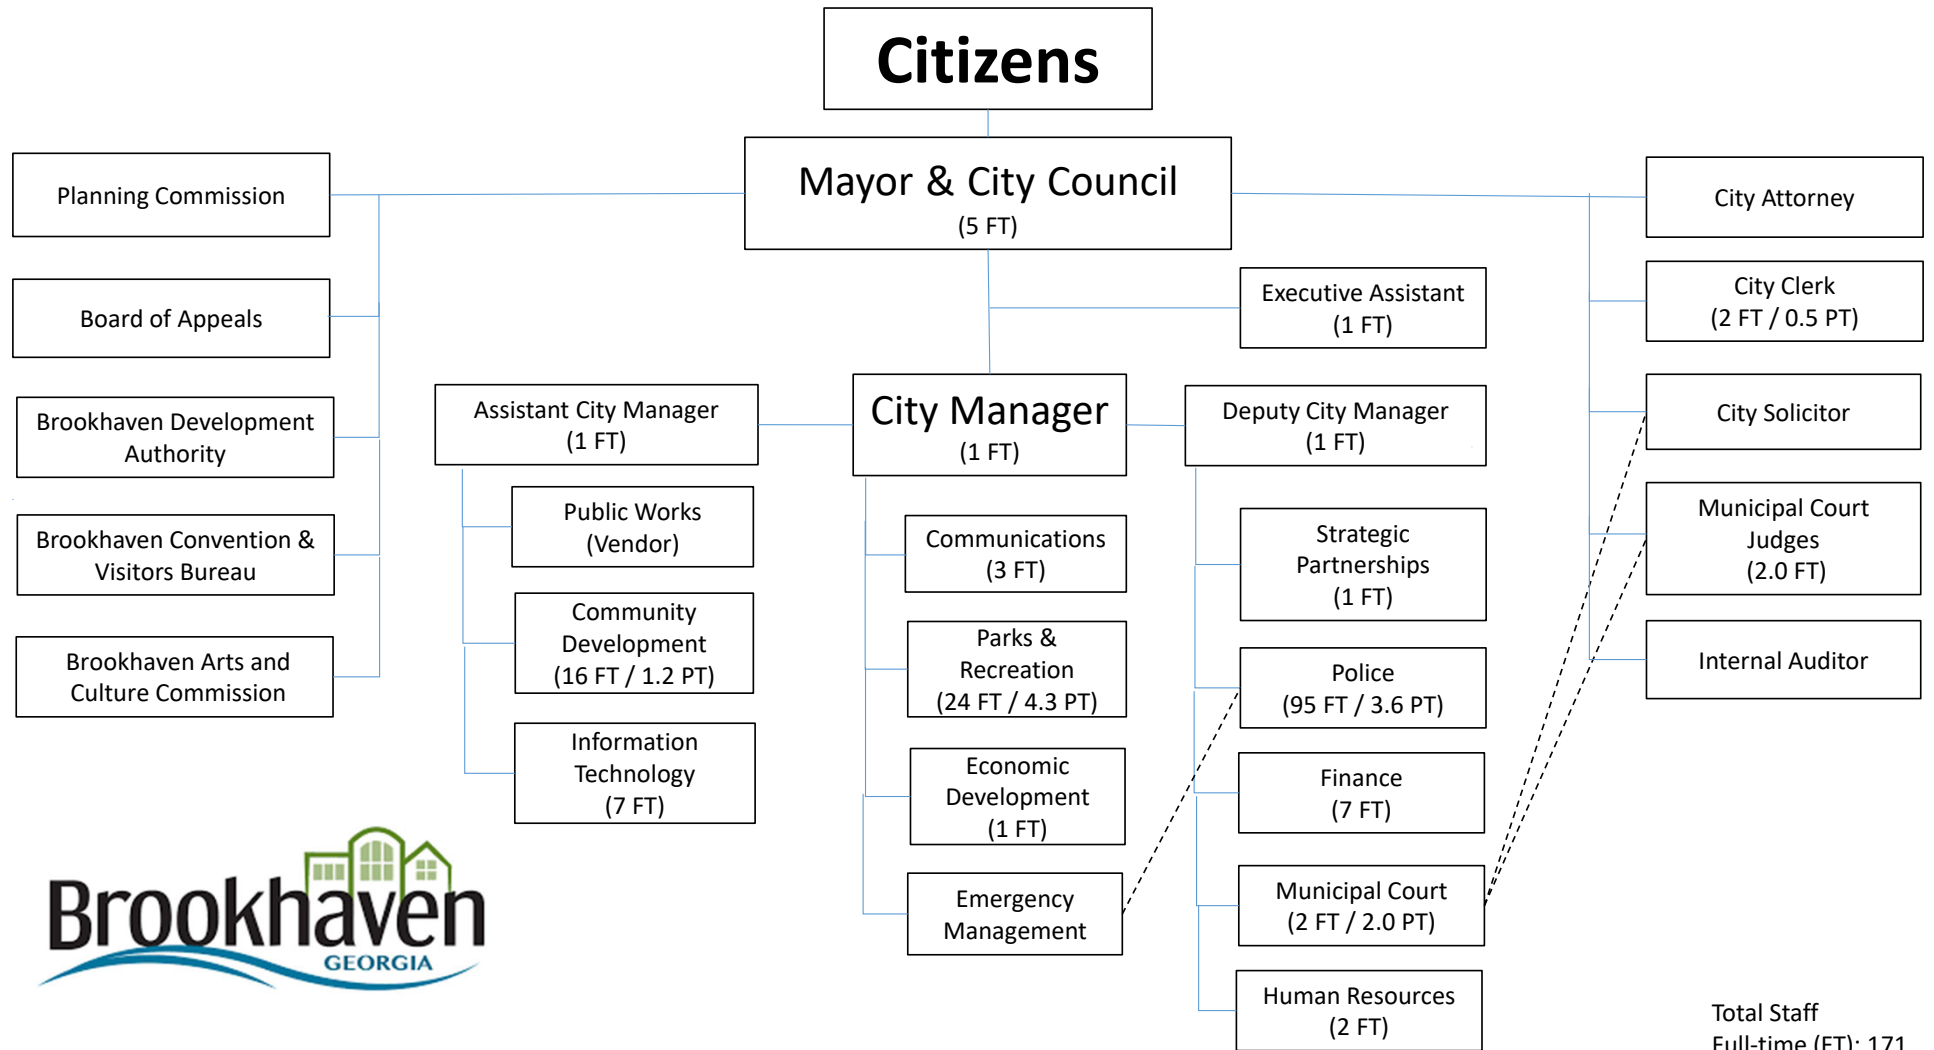 Citizens
Mayor & City Council
(5 FT)
Planning Commission
Board of Appeals
Brookhaven Development
Authority
Brookhaven Convention &
Visitors Bureau
Brookhaven Arts and
Culture Commission
City Attorney
City Clerk
(2 FT / 0.5 PT)
City Solicitor
Municipal Court
Judges
(2.0 FT)
Internal Auditor
Executive Assistant
(1 FT)
Assistant City Manager
(1 FT)
City Manager
(1 FT)
Deputy City Manager
(1 FT)
Public Works
(Vendor)
Community
Development
(16 FT / 1.2 PT)
Information
Technology
(7 FT)
Communications
(3 FT)
Parks &
Recreation
(24 FT / 4.3 PT)
Economic
Development
(1 FT)
Emergency
Management
Strategic
Partnerships
(1 FT)
Police
(95 FT / 3.6 PT)
Finance
(7 FT)
Municipal Court
(2 FT / 2.0 PT)
Human Resources
(2 FT)
Brookhaven
GEORGIA
Total Staff
Full-time (FT): 171